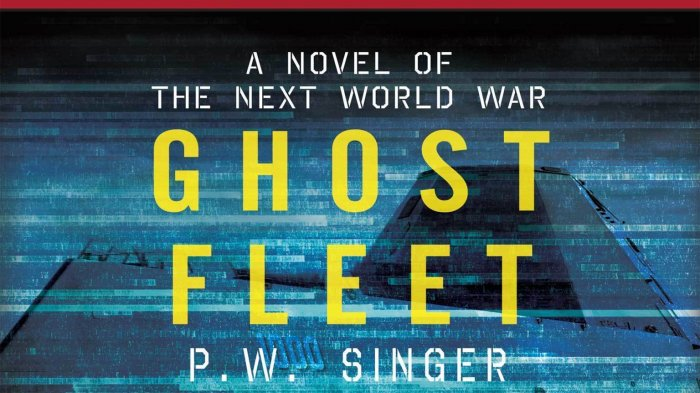 A NOVEL OF
THE NEXT WORLD WAR
GHOST
FLEET
P.W. SINGER